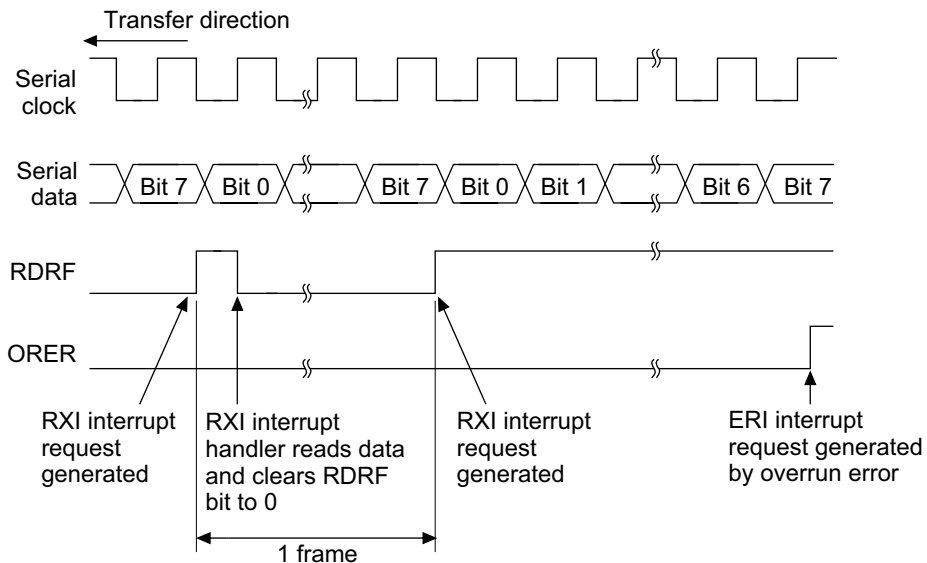 Transfer direction
Serial
clock
Serial
data
Bit 7 Bit 0 Bit 7 Bit 0 Bit 1 Bit 6 Bit 7
RDRF
ORER
RXI interrupt
request
generated
RXI interrupt
handler reads data
and clears RDRF
bit to 0
RXI interrupt
request
generated
ERI interrupt
request generated
by overrun error
1 frame